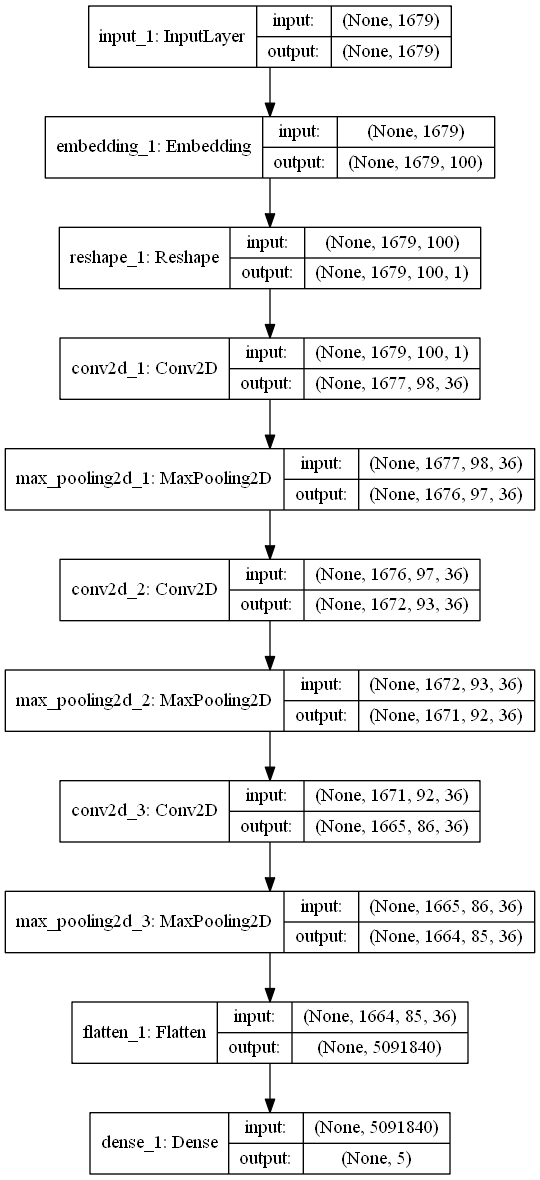 input_1: InputLayer
input: (None, 1679)
output: (None, 1679)
embedding_1: Embedding
input: (None, 1679)
output: (None, 1679, 100)
reshape_1: Reshape
input: (None, 1679, 100)
output: (None, 1679, 100, 1)
conv2d_1: Conv2D
input: (None, 1679, 100, 1)
output: (None, 1677, 98, 36)
max_pooling2d_1: MaxPooling2D
input: (None, 1677, 98, 36)
output: (None, 1676, 97, 36)
conv2d_2: Conv2D
input: (None, 1676, 97, 36)
output: (None, 1672, 93, 36)
max_pooling2d_2: MaxPooling2D
input: (None, 1672, 93, 36)
output: (None, 1671, 92, 36)
conv2d_3: Conv2D
input: (None, 1671, 92, 36)
output: (None, 1665, 86, 36)
max_pooling2d_3: MaxPooling2D
input: (None, 1665, 86, 36)
output: (None, 1664, 85, 36)
flatten_1: Flatten
input: (None, 1664, 85, 36)
output: (None, 5091840)
dense_1: Dense
input: (None, 5091840)
output: (None, 5)